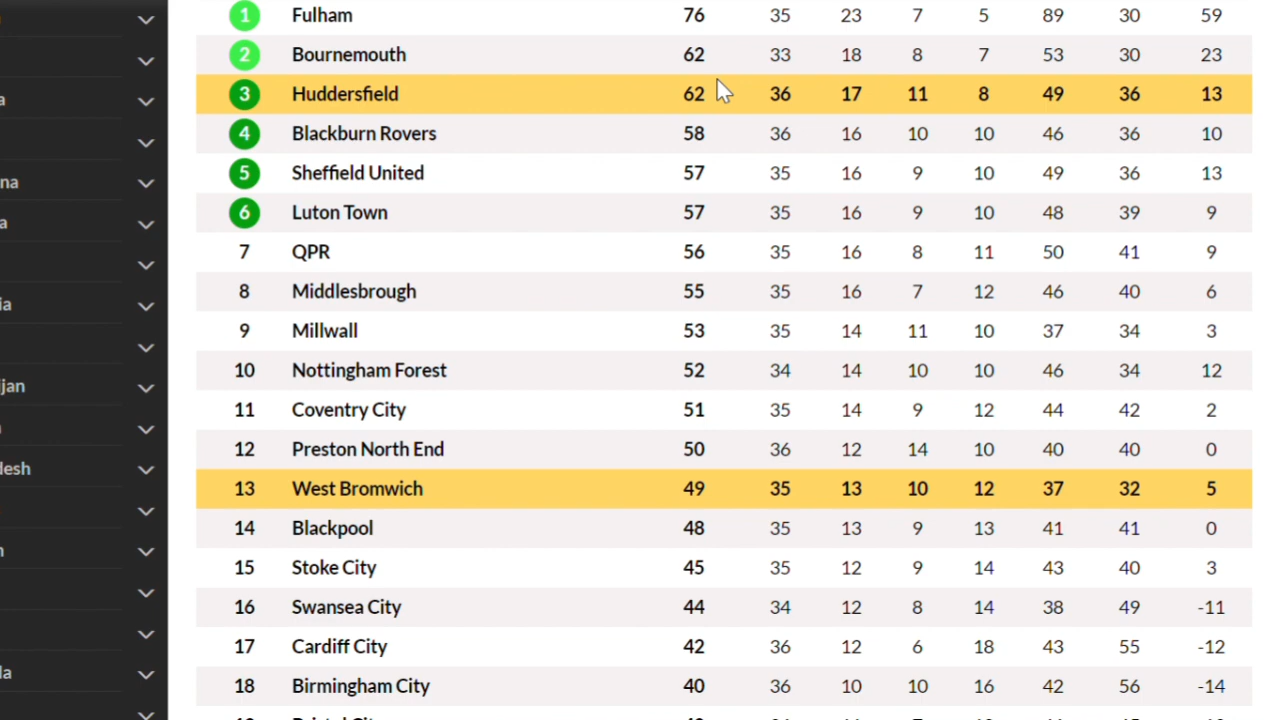 1 Fulham 76 35 23 7 5 89 30 59
2 Bournemouth 62 33 18 8 7 53 30 23
a 3 Huddersfield 62 36 17 11 8 49 36 13
4 Blackburn Rovers 58 36 16 10 10 46 36 10
na 5 Sheffield United 57 35 16 9 10 49 36 13
a 6 Luton Town 57 35 16 9 10 48 39 9
7 QPR 56 35 16 8 11 50 41 9
ia 8 Middlesbrough 55 35 16 7 12 46 40 6
9 Millwall 53 35 14 11 10 37 34 3
jan 10 Nottingham Forest 52 34 14 10 10 46 34 12
11 Coventry City 51 35 14 9 12 44 42 2
12 Preston North End 50 36 12 14 10 40 40 0
desh 13 West Bromwich 49 35 13 10 12 37 32 5
14 Blackpool 48 35 13 9 13 41 41 0
15 Stoke City 45 35 12 9 14 43 40 3
16 Swansea City 44 34 12 8 14 38 49 -11
17 Cardiff City 42 36 12 6 18 43 55 -12
la 18 Birmingham City 40 36 10 10 16 42 56 -14